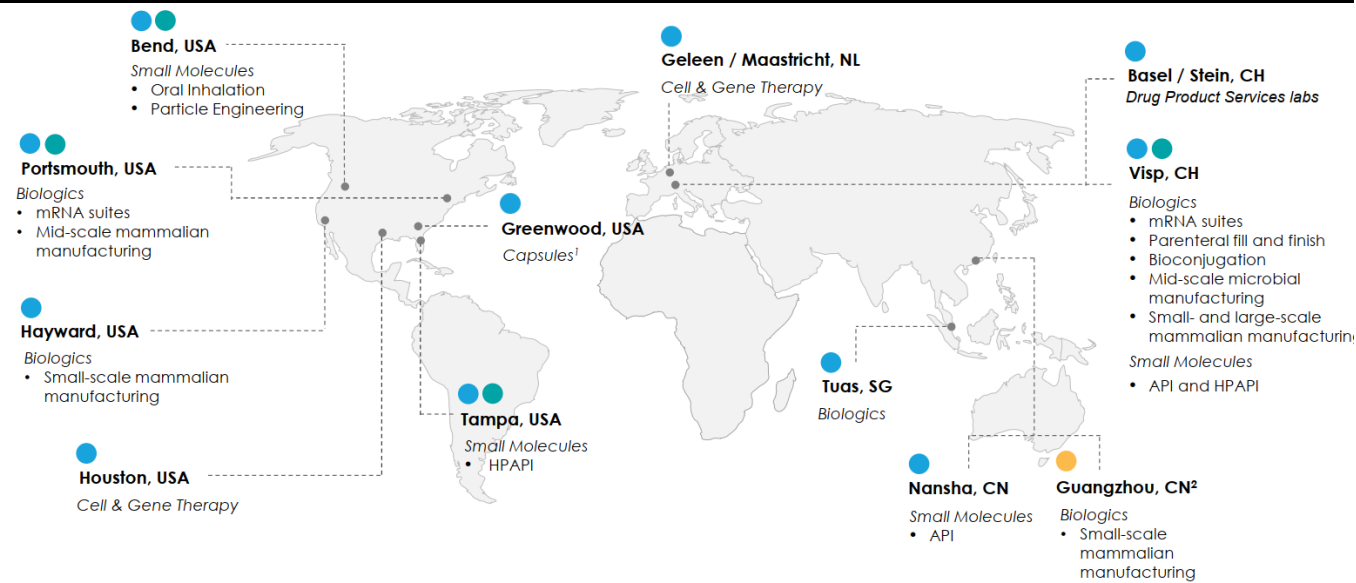 Bend, USA
Small Molecules
• Oral Inhalation
• Particle Engineering
Portsmouth, USA
Biologics
• mRNA suites
• Mid-scale mammalian
manufacturing
Hayward, USA
Biologics
• Small-scale mammalian
manufacturing
Houston, USA
Cell & Gene Therapy
Greenwood, USA
Capsules¹
Tampa, USA
Small Molecules
• HPAPI
Geleen / Maastricht, NL
Cell & Gene Therapy
Basel / Stein, CH
Drug Product Services labs
Visp, CH
Biologics
• mRNA suites
• Parenteral fill and finish
• Bioconjugation
• Mid-scale microbial
manufacturing
• Small- and large-scale
mammalian manufacturing
Small Molecules
• API and HPAPI
Tuas, SG
Biologics
Nansha, CN
Small Molecules
• API
Guangzhou, CN²
Biologics
• Small-scale
mammalian
manufacturing